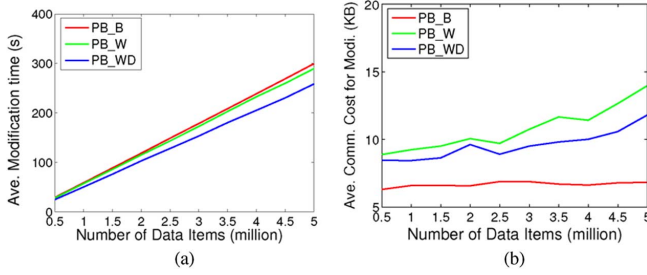 Ave. Modification time (s)
400
300
200
100
0
PB_B
PB_W
PB_WD
0.5 1 1.5 2 2.5 3 3.5 4 4.5 5
Number of Data Items (million)
(a)
Ave. Comm. Cost for Modi. (KB)
20
15
10
5
PB_B
PB_W
PB_WD
0.5 1 1.5 2 2.5 3 3.5 4 4.5 5
Number of Data Items (million)
(b)